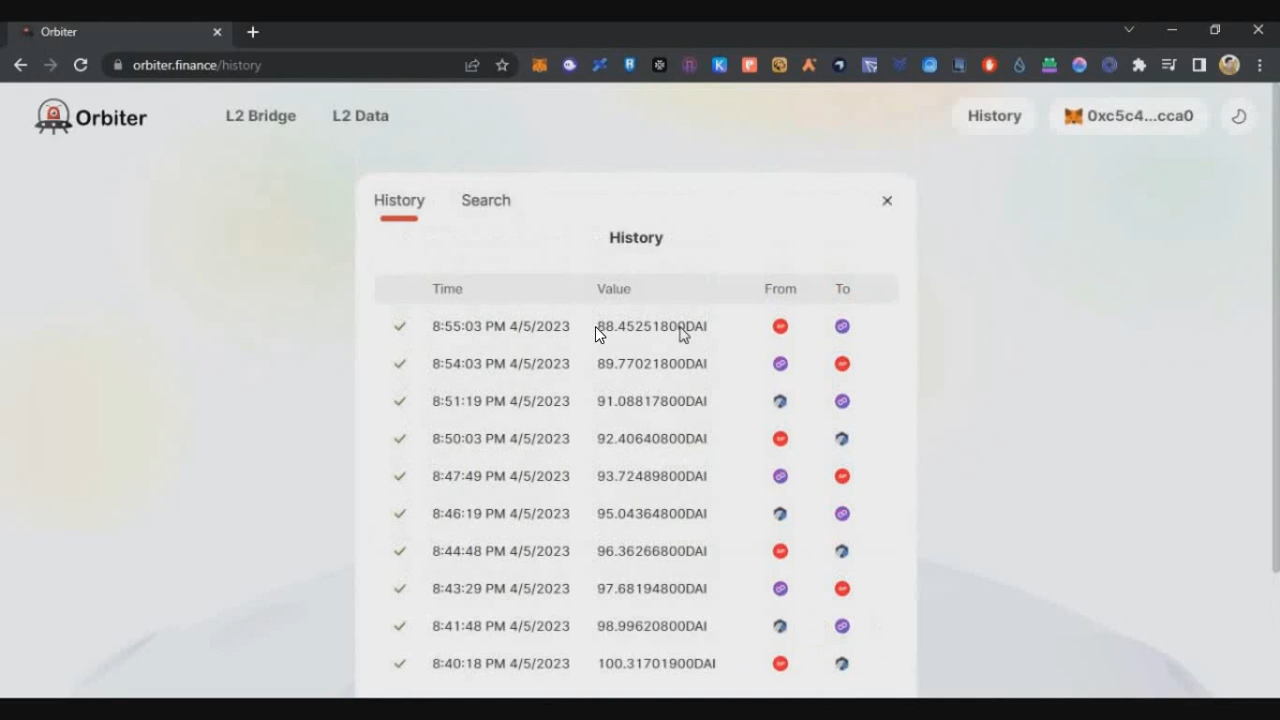 Orbiter
orbiter.finance/history
Orbiter L2 Bridge L2 Data History 0xc5c4...cca0
History Search
History
Time Value From To
8:55:03 PM 4/5/2023 88.45251800DAI
8:54:03 PM 4/5/2023 89.77021800DAI
8:51:19 PM 4/5/2023 91.08817800DAI
8:50:03 PM 4/5/2023 92.40640800DAI
8:47:49 PM 4/5/2023 93.72489800DAI
8:46:19 PM 4/5/2023 95.04364800DAI
8:44:48 PM 4/5/2023 96.36266800DAI
8:43:29 PM 4/5/2023 97.68194800DAI
8:41:48 PM 4/5/2023 98.99620800DAI
8:40:18 PM 4/5/2023 100.31701900DAI